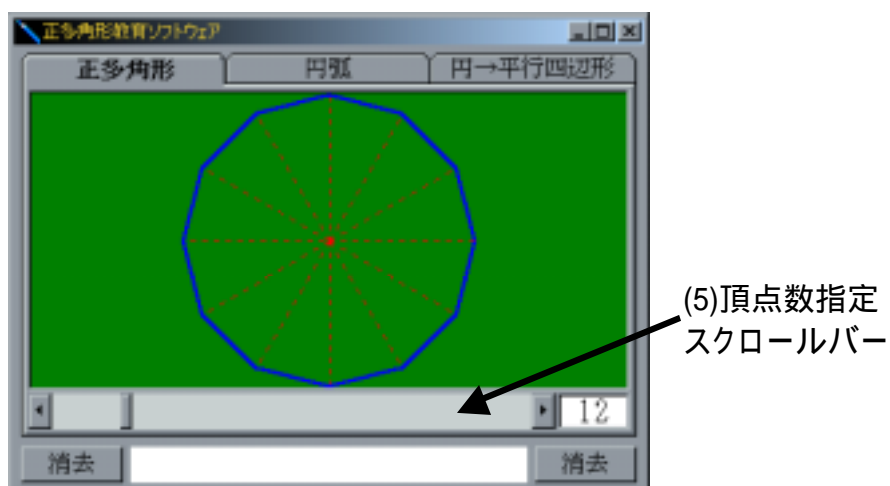 正多角形教育ソフトウェア
正多角形
円弧
円→平行四辺形
(5)頂点数指定
スクロールバー
12
消去
消去